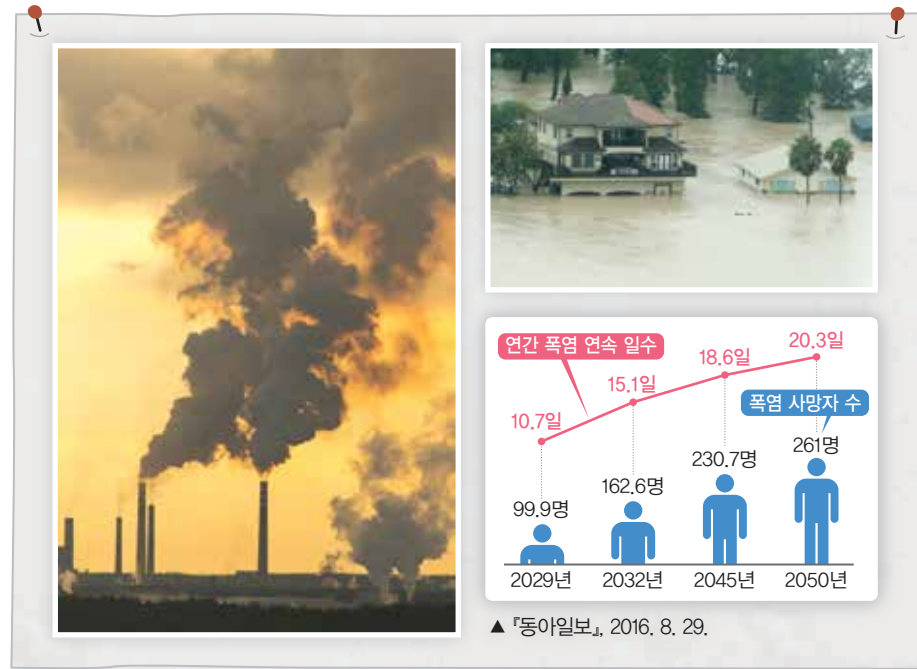 연간 폭염 연속 일수
10.7일
15.1일
18.6일
20.3일
폭염 사망자 수
99.9명
162.6명
230.7명
261명
2029년 2032년 2045년 2050년
▲ 『동아일보』, 2016. 8. 29.